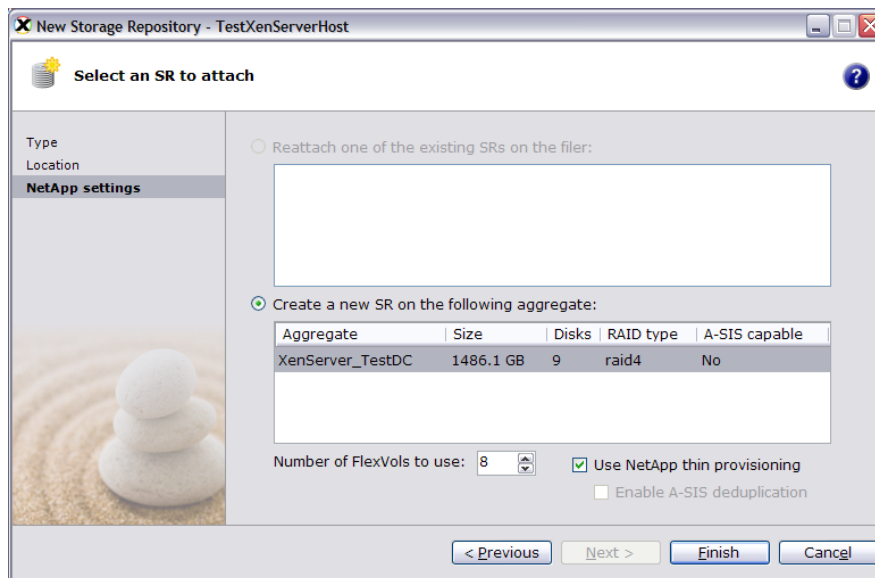 New Storage Repository - TestXenServerHost
Select an SR to attach
?
Type
Location
NetApp settings
Reattach one of the existing SRs on the filer:
Create a new SR on the following aggregate:
Aggregate Size Disks RAID type A-SIS capable
XenServer_TestDC 1486.1 GB 9 raid4 No
Number of FlexVols to use: 8 Use NetApp thin provisioning
Enable A-SIS deduplication
< Previous Next > Finish Cancel